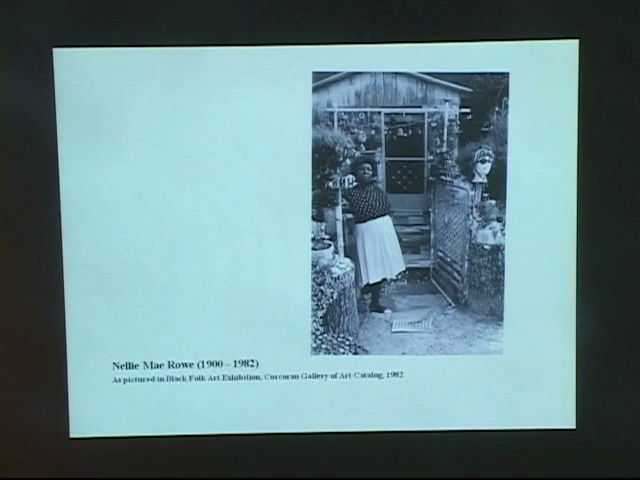 Nellie Mae Rowe (1900 - 1982)
As pictured in Black Folk Art Exhibition, Corcoran Gallery of Art Catalog, 1982